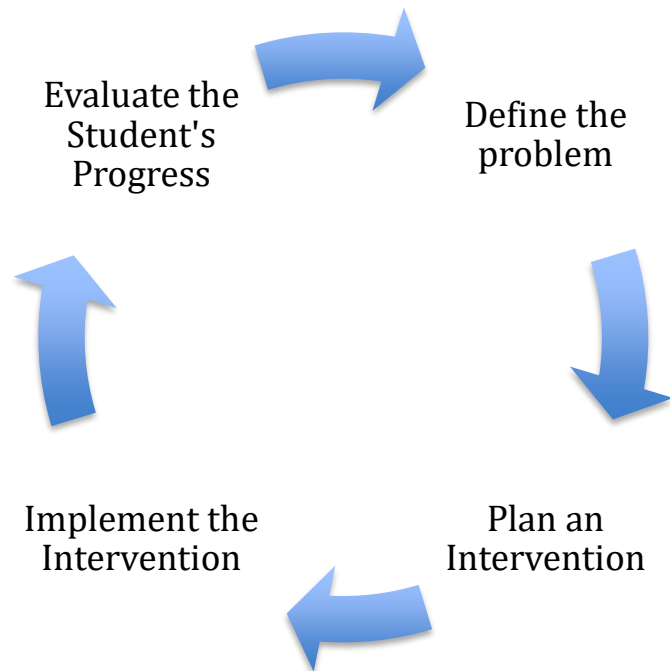 Evaluate the
Student's
Progress
Define the
problem
Plan an
Intervention
Implement the
Intervention